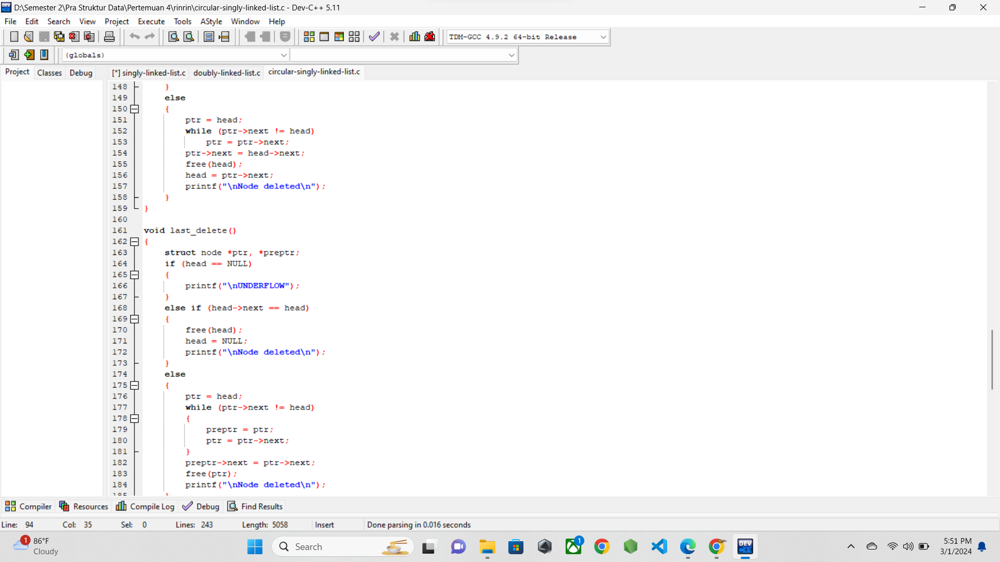 D:\Semester 2\Pra Struktur Data\Pertemuan 4\rinrin\circular-singly-linked-list.c - Dev-C++ 5.11
File Edit Search View Project Execute Tools AStyle Window Help
TDM-GCC 4.9.2 64-bit Release
(globals)
Project Classes Debug [*] singly-linked-list.c doubly-linked-list.c circular-singly-linked-list.c
148     }
149     else
150     {
151         ptr = head;
152         while (ptr->next != head)
153             ptr = ptr->next;
154         ptr->next = head->next;
155         free(head);
156         head = ptr->next;
157         printf("\nNode deleted\n");
158     }
159 }
160
161 void last_delete()
162 {
163     struct node *ptr, *preptr;
164     if (head == NULL)
165     {
166         printf("\nUNDERFLOW");
167     }
168     else if (head->next == head)
169     {
170         free(head);
171         head = NULL;
172         printf("\nNode deleted\n");
173     }
174     else
175     {
176         ptr = head;
177         while (ptr->next != head)
178         {
179             preptr = ptr;
180             ptr = ptr->next;
181         }
182         preptr->next = ptr->next;
183         free(ptr);
184         printf("\nNode deleted\n");
185     }
Compiler Resources Compile Log Debug Find Results
Line: 94 Col: 35 Sel: 0 Lines: 243 Length: 5058 Insert Done parsing in 0.016 seconds
1 86°F
Cloudy
Search
1
DEV C++
5:51 PM
3/1/2024